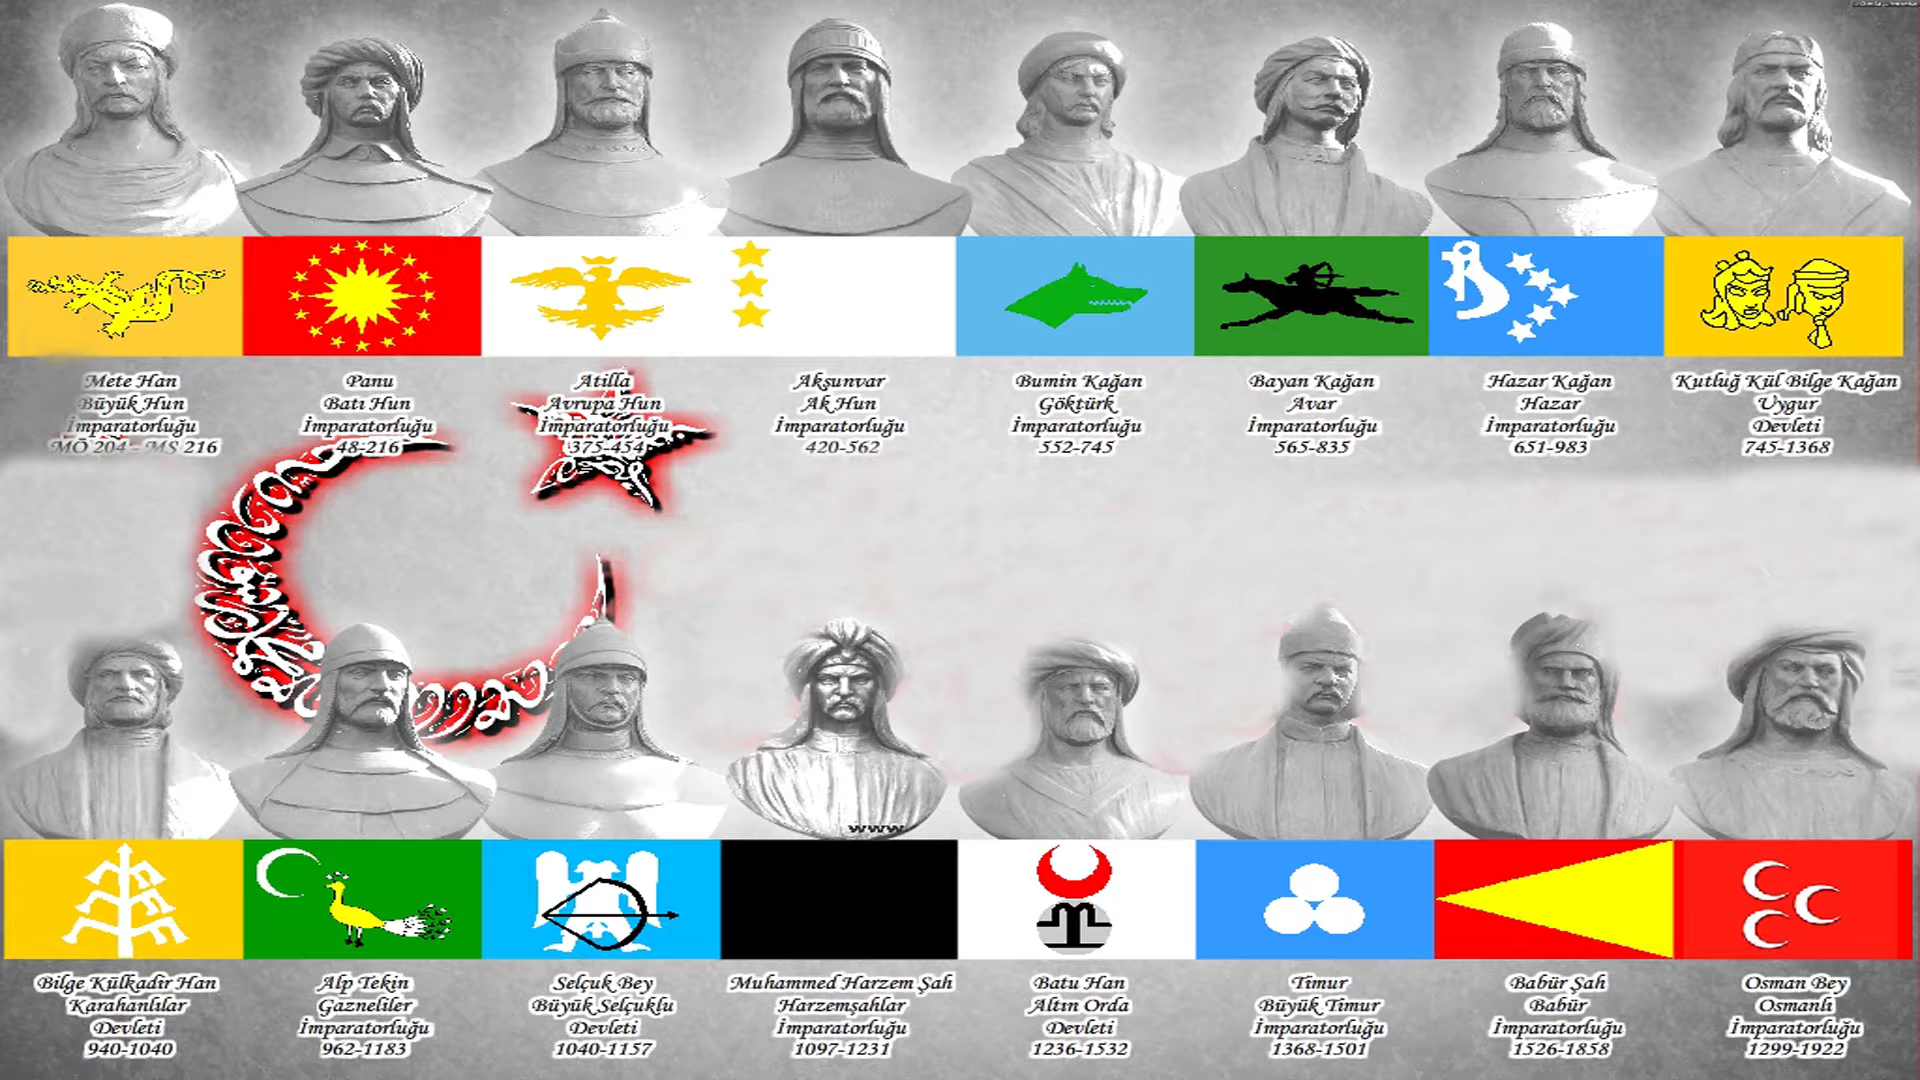 Mete Han
Büyük Hun
İmparatorluğu
MÖ 204 - MS 216
Panu
Batı Hun
İmparatorluğu
48-216
Atilla
Avrupa Hun
İmparatorluğu
375-454
Aksunvar
Ak Hun
İmparatorluğu
420-562
Bumin Kağan
Göktürk
İmparatorluğu
552-745
Bayan Kağan
Avar
İmparatorluğu
565-835
Hazar Kağan
Hazar
İmparatorluğu
651-983
Kutluğ Kül Bilge Kağan
Uygur
Devleti
745-1368
www
Bilge Külkadir Han
Karahanlılar
Devleti
940-1040
Alp Tekin
Gazneliler
İmparatorluğu
962-1183
Selçuk Bey
Büyük Selçuklu
Devleti
1040-1157
Muhammed Harzem Şah
Harzemşahlar
İmparatorluğu
1097-1231
Batu Han
Altın Orda
Devleti
1236-1532
Timur
Büyük Timur
İmparatorluğu
1368-1501
Babür Şah
Babür
İmparatorluğu
1526-1858
Osman Bey
Osmanlı
İmparatorluğu
1299-1922